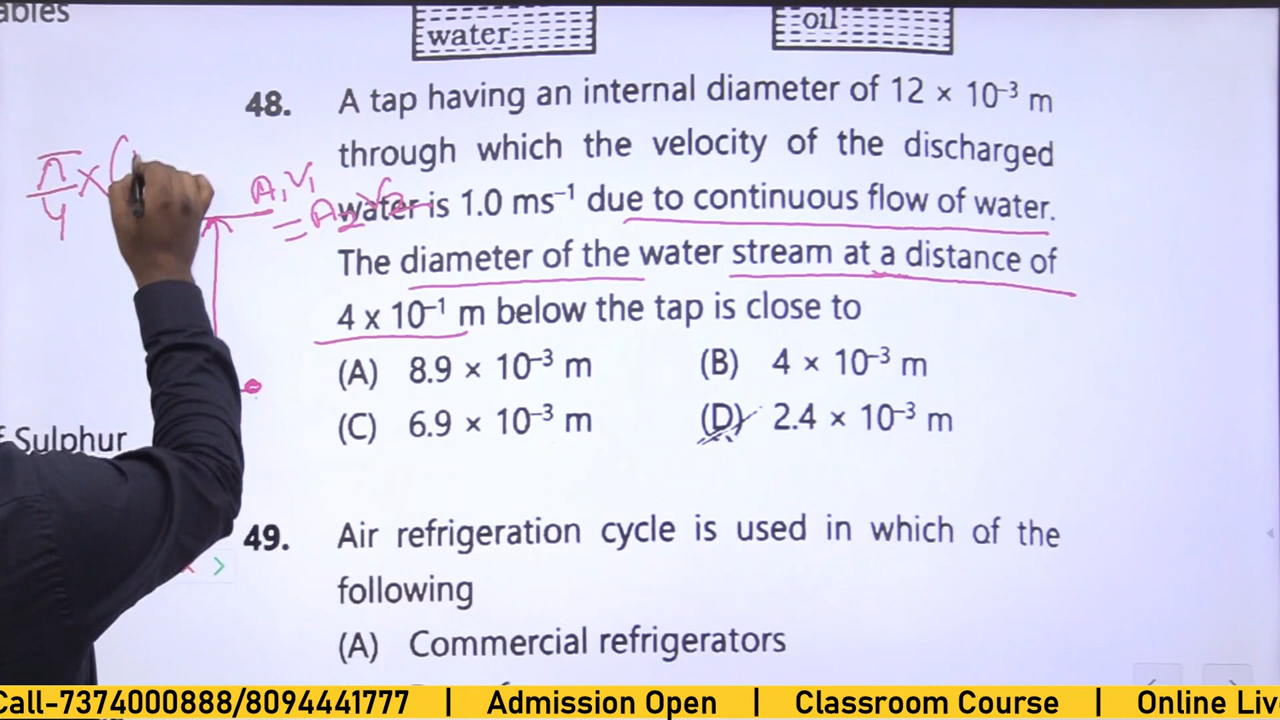 ables
water
oil
48. A tap having an internal diameter of 12 × 10⁻³ m
through which the velocity of the discharged
water is 1.0 ms⁻¹ due to continuous flow of water.
The diameter of the water stream at a distance of
4 x 10⁻¹ m below the tap is close to
(A) 8.9 × 10⁻³ m (B) 4 × 10⁻³ m
(C) 6.9 × 10⁻³ m (D) 2.4 × 10⁻³ m
π/4 × (
A₁V₁
= A₂V₂
Sulphur
49. Air refrigeration cycle is used in which of the
following
(A) Commercial refrigerators
Call-7374000888/8094441777 | Admission Open | Classroom Course | Online Liv